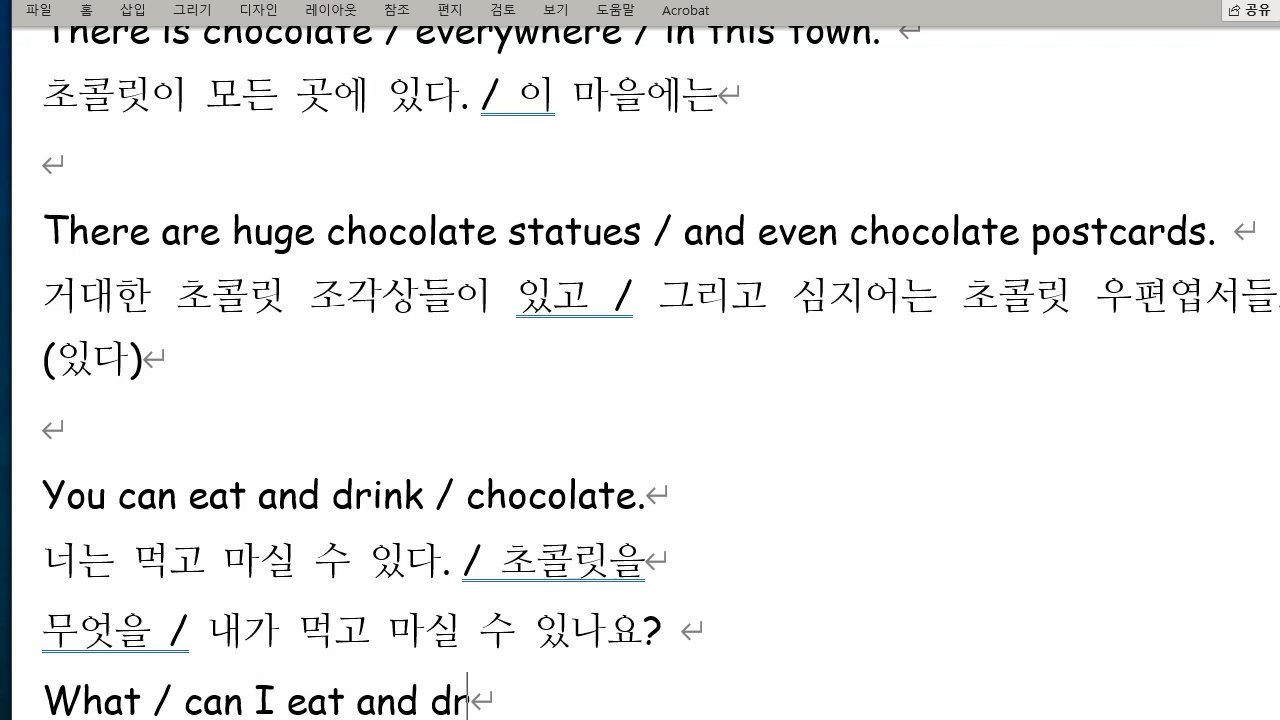 파일 홈 삽입 그리기 디자인 레이아웃 참조 편지 검토 보기 도움말 Acrobat 공유
There is chocolate / everywhere / in this town.
초콜릿이 모든 곳에 있다. / 이 마을에는
There are huge chocolate statues / and even chocolate postcards.
거대한 초콜릿 조각상들이 있고 / 그리고 심지어는 초콜릿 우편엽서들
(있다)
You can eat and drink / chocolate.
너는 먹고 마실 수 있다. / 초콜릿을
무엇을 / 내가 먹고 마실 수 있나요?
What / can I eat and dr